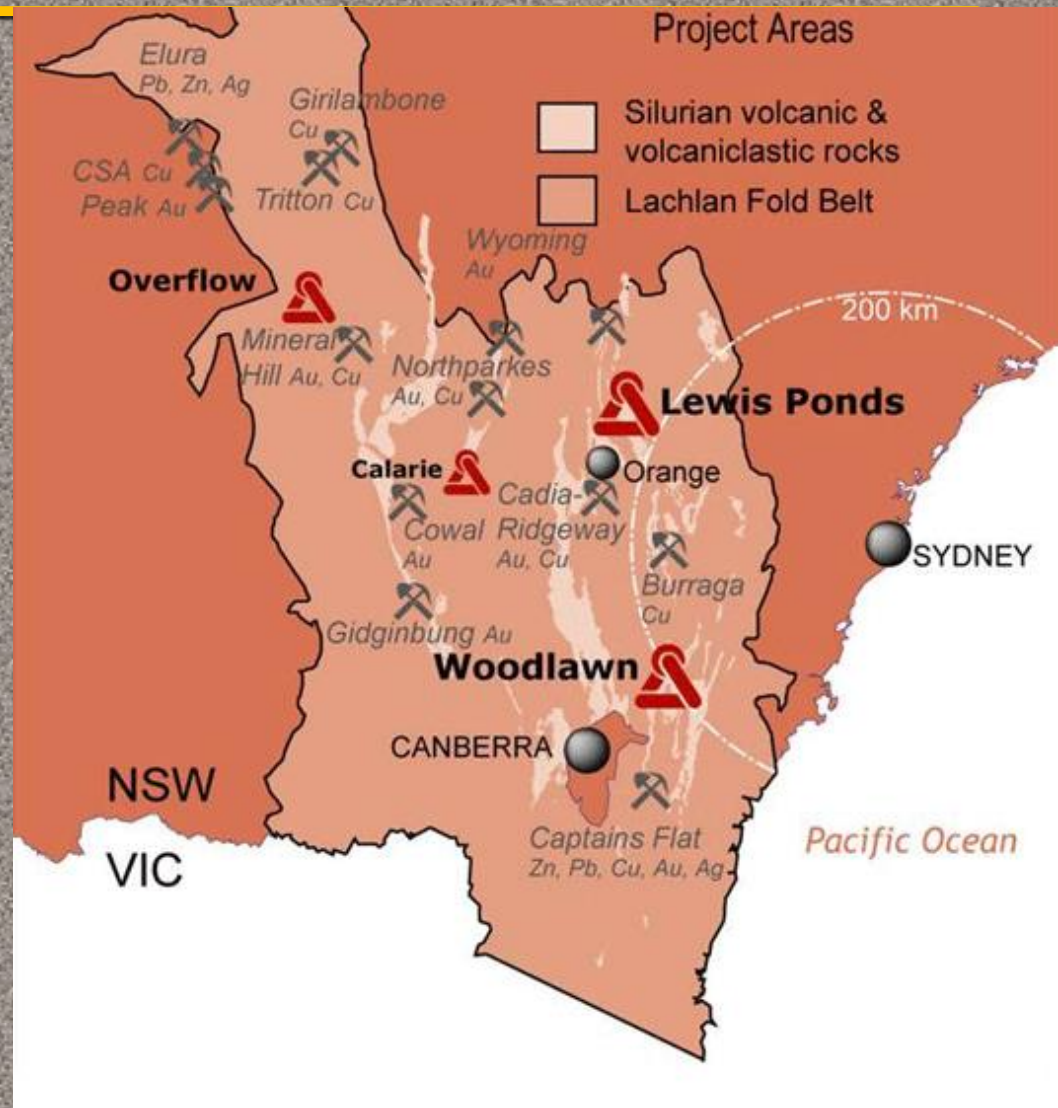 Project Areas
Silurian volcanic &
volcaniclastic rocks
Lachlan Fold Belt
Elura
Pb, Zn, Ag
Girilambone
Cu
CSA Cu
Peak Au
Tritton Cu
Wyoming
Au
Overflow
200 km
Mineral
Hill Au, Cu
Northparkes
Au, Cu
Lewis Ponds
Calarie
Orange
Cadia-
Ridgeway
Au, Cu
Cowal
Au
SYDNEY
Burraga
Cu
Gidginbung Au
Woodlawn
CANBERRA
NSW
VIC
Captains Flat
Zn, Pb, Cu, Au, Ag
Pacific Ocean